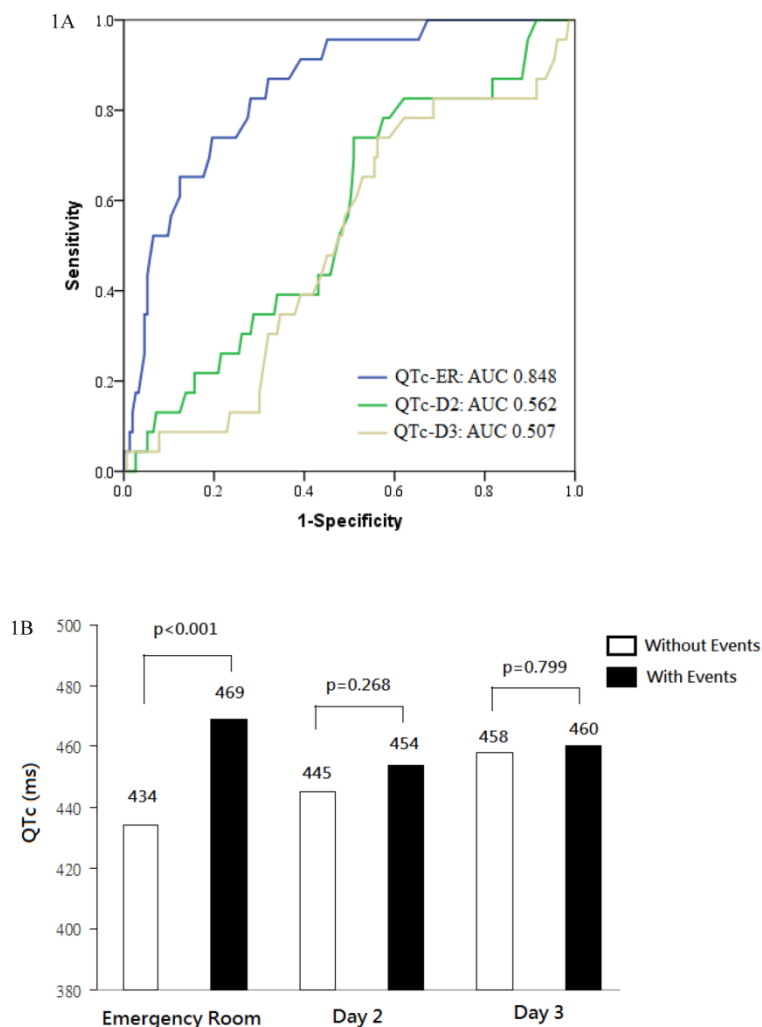 1A
1.0
0.8
0.6
0.4
0.2
0.0
Sensitivity
QTc-ER: AUC 0.848
QTc-D2: AUC 0.562
QTc-D3: AUC 0.507
0.0 0.2 0.4 0.6 0.8 1.0
1-Specificity
1B
500
480
460
440
420
400
380
QTc (ms)
p<0.001
p=0.268
p=0.799
Without Events
With Events
434 469 445 454 458 460
Emergency Room Day 2 Day 3